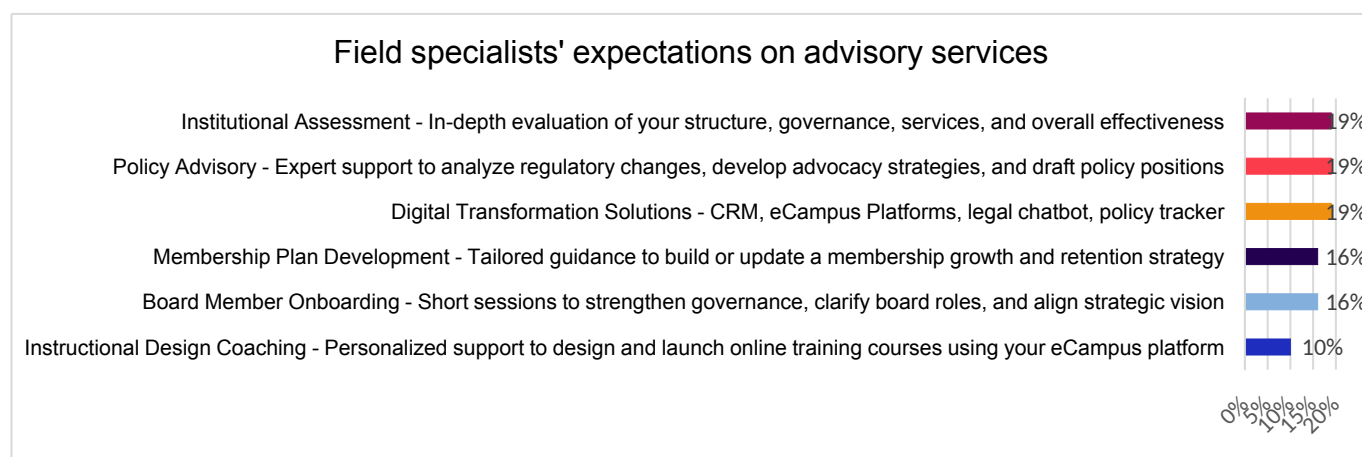 Field specialists' expectations on advisory services
Institutional Assessment - In-depth evaluation of your structure, governance, services, and overall effectiveness 19%
Policy Advisory - Expert support to analyze regulatory changes, develop advocacy strategies, and draft policy positions 19%
Digital Transformation Solutions - CRM, eCampus Platforms, legal chatbot, policy tracker 19%
Membership Plan Development - Tailored guidance to build or update a membership growth and retention strategy 16%
Board Member Onboarding - Short sessions to strengthen governance, clarify board roles, and align strategic vision 16%
Instructional Design Coaching - Personalized support to design and launch online training courses using your eCampus platform 10%
0% 5% 10% 15% 20%